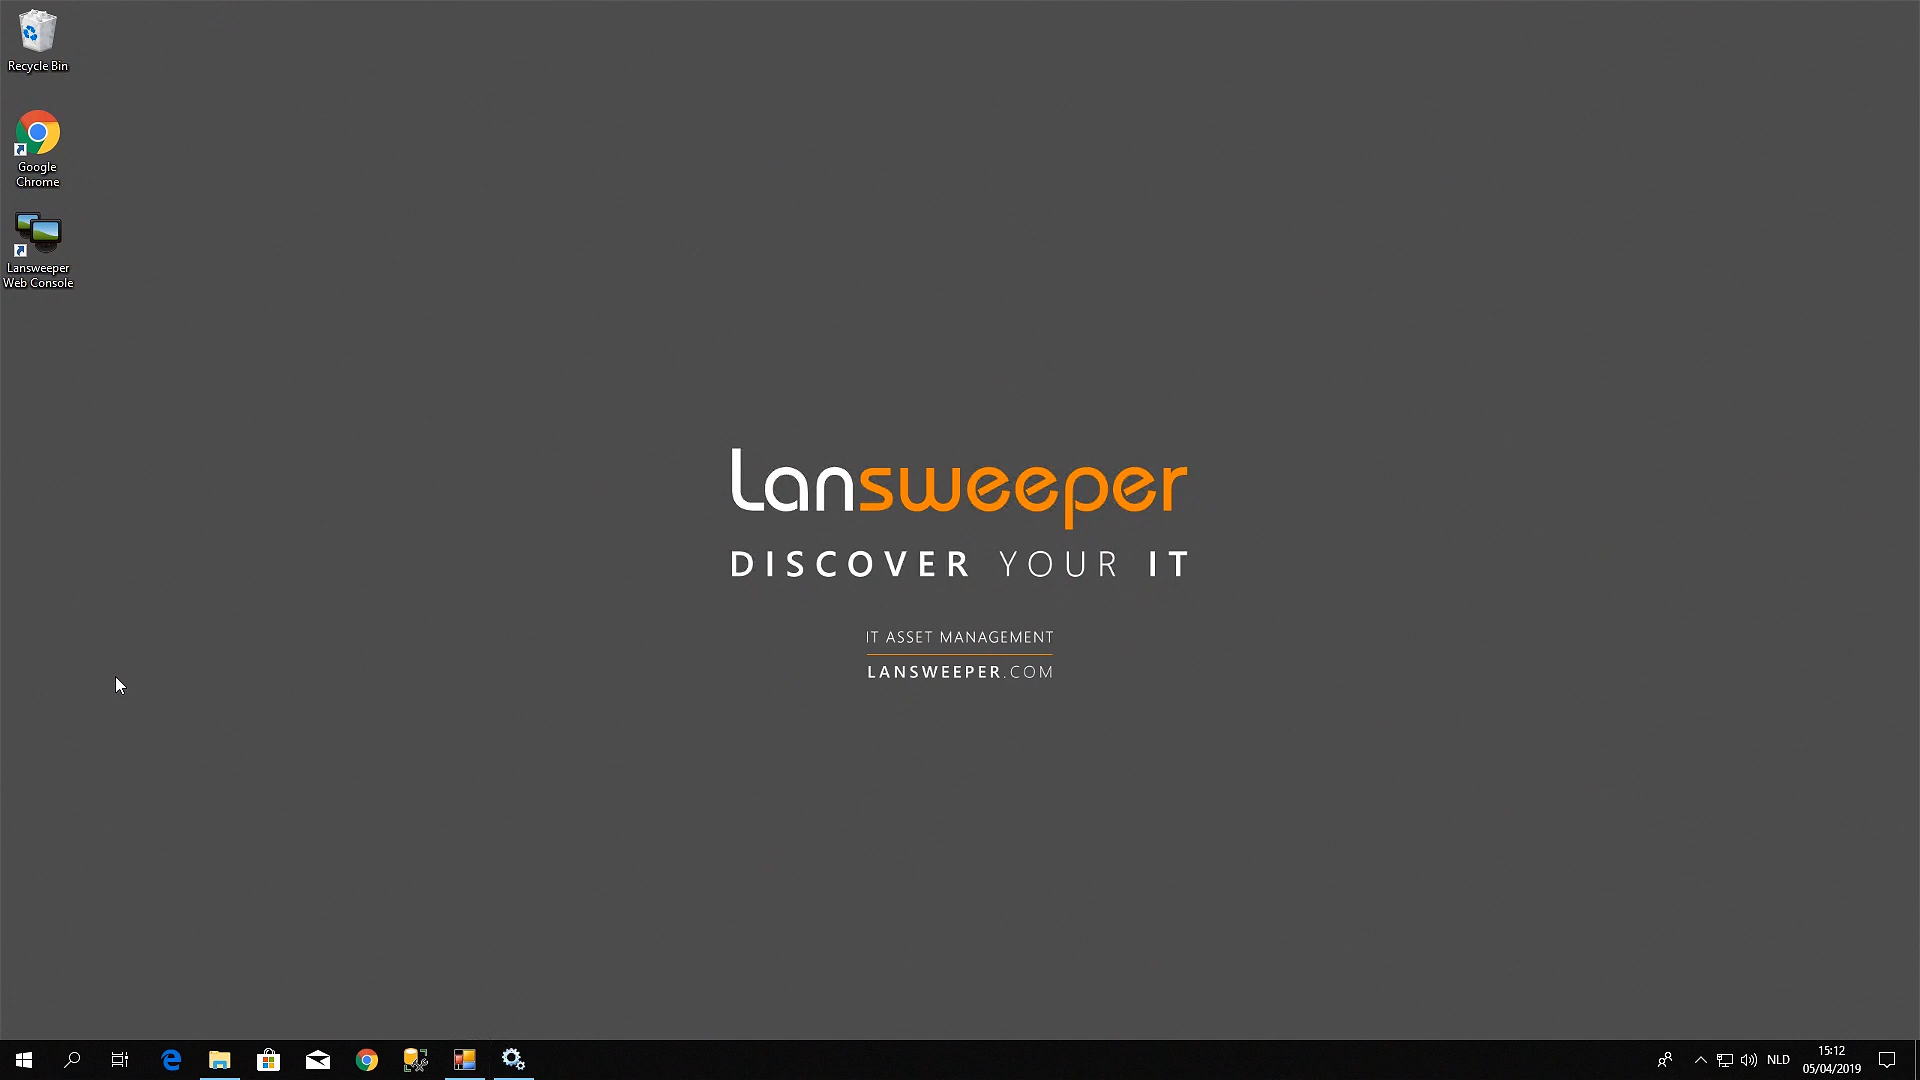 Recycle Bin
Google
Chrome
Lansweeper
Web Console
Lansweeper
DISCOVER YOUR IT
IT ASSET MANAGEMENT
LANSWEEPER.COM
NLD
15:12
05/04/2019